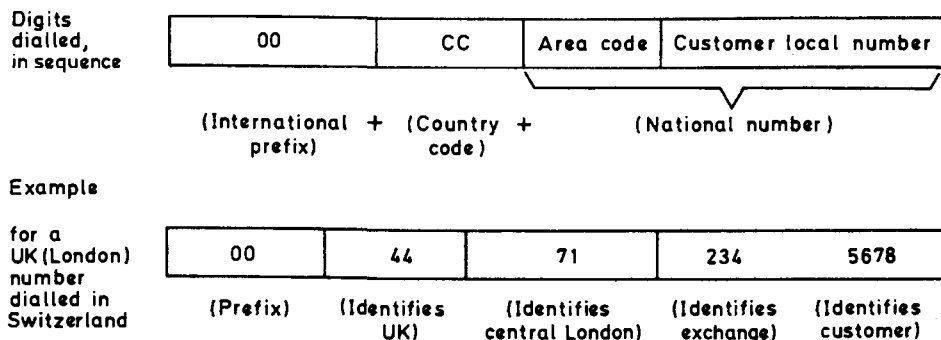 Digits
dialled,
in sequence
00 CC Area code Customer local number
(International + (Country + (National number)
prefix) code)
Example
for a
UK (London)
number
dialled in
Switzerland
00 44 71 234 5678
(Prefix) (Identifies (Identifies (Identifies (Identifies
UK) central London) exchange) customer)